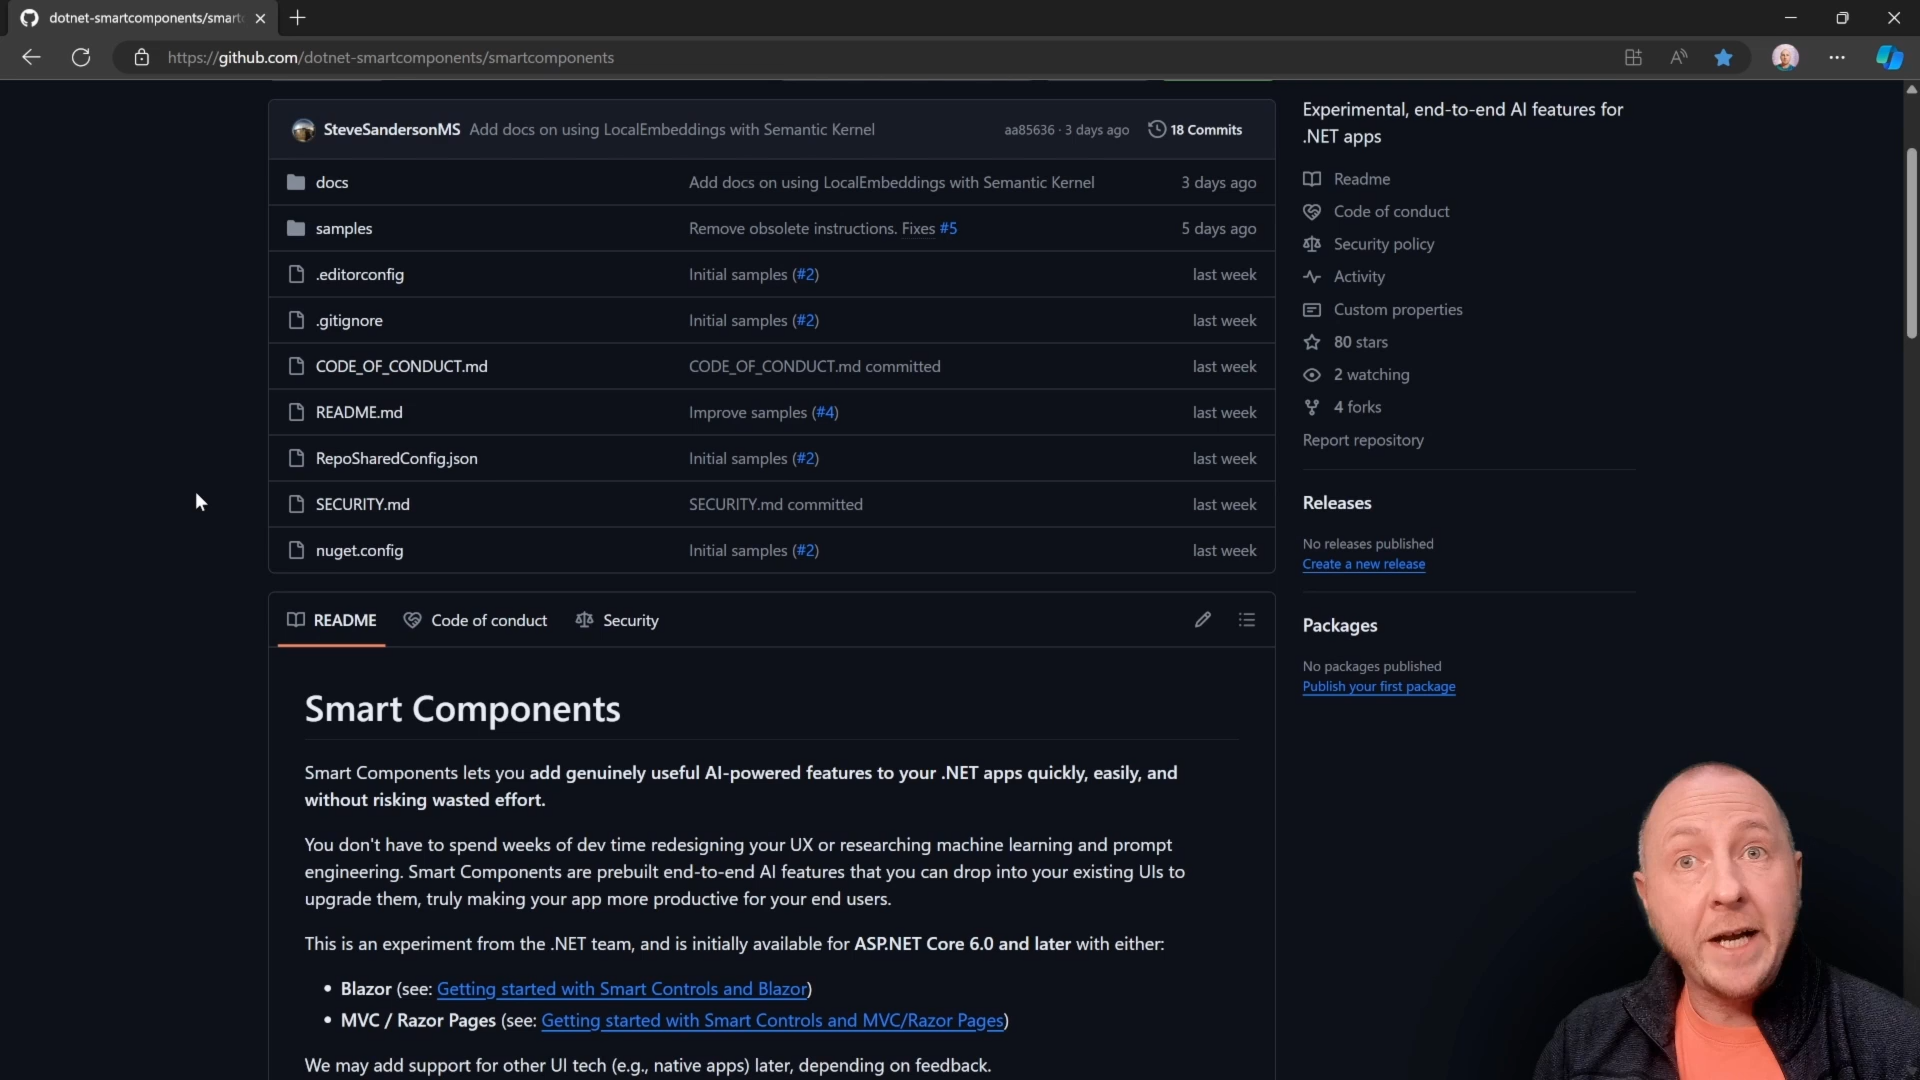 dotnet-smartcomponents/smart
https://github.com/dotnet-smartcomponents/smartcomponents
SteveSandersonMS Add docs on using LocalEmbeddings with Semantic Kernel aa85636 · 3 days ago 18 Commits
docs Add docs on using LocalEmbeddings with Semantic Kernel 3 days ago
samples Remove obsolete instructions. Fixes #5 5 days ago
.editorconfig Initial samples (#2) last week
.gitignore Initial samples (#2) last week
CODE_OF_CONDUCT.md CODE_OF_CONDUCT.md committed last week
README.md Improve samples (#4) last week
RepoSharedConfig.json Initial samples (#2) last week
SECURITY.md SECURITY.md committed last week
nuget.config Initial samples (#2) last week
README Code of conduct Security
Smart Components
Smart Components lets you add genuinely useful AI-powered features to your .NET apps quickly, easily, and
without risking wasted effort.
You don't have to spend weeks of dev time redesigning your UX or researching machine learning and prompt
engineering. Smart Components are prebuilt end-to-end AI features that you can drop into your existing UIs to
upgrade them, truly making your app more productive for your end users.
This is an experiment from the .NET team, and is initially available for ASP.NET Core 6.0 and later with either:
• Blazor (see: Getting started with Smart Controls and Blazor)
• MVC / Razor Pages (see: Getting started with Smart Controls and MVC/Razor Pages)
We may add support for other UI tech (e.g., native apps) later, depending on feedback.
Experimental, end-to-end AI features for
.NET apps
Readme
Code of conduct
Security policy
Activity
Custom properties
80 stars
2 watching
4 forks
Report repository
Releases
No releases published
Create a new release
Packages
No packages published
Publish your first package